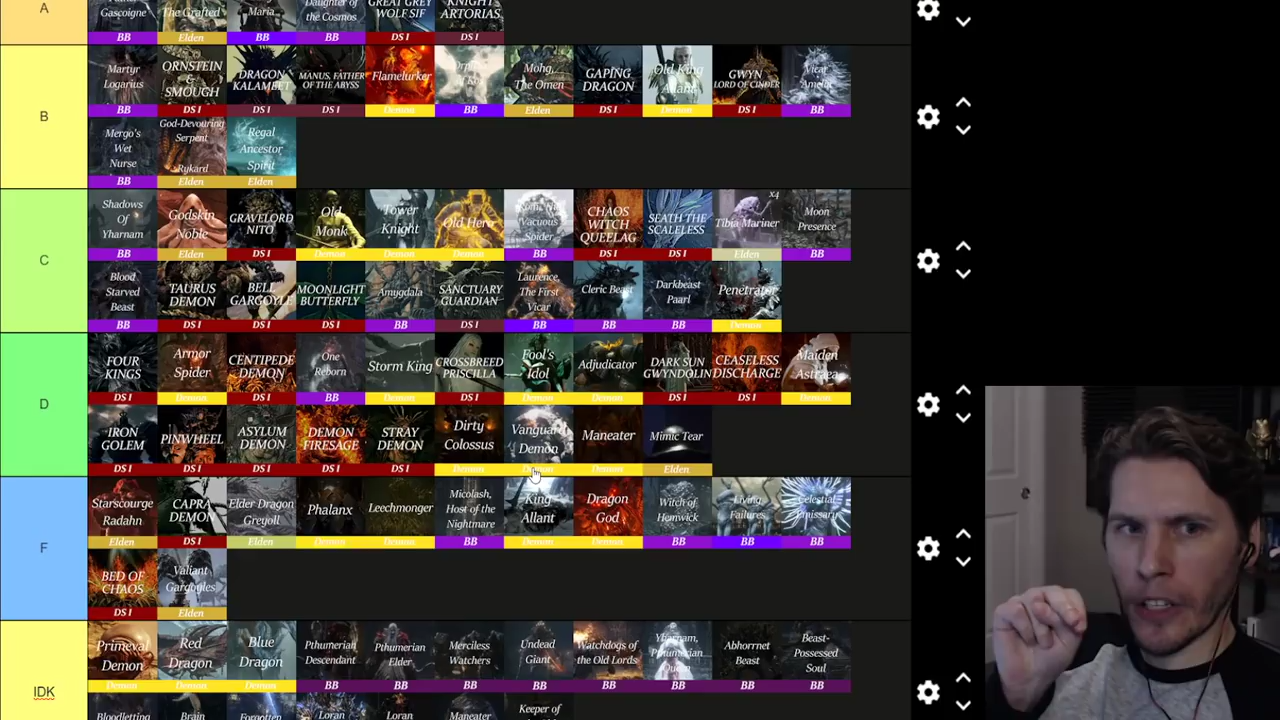 A
Gascoigne
The Grafted
Maria
Daughter of the Cosmos
GREAT GREY WOLF SIF
KNIGHT ARTORIAS
BB
Elden
BB
BB
DS I
DS I
B
Martyr Logarius
ORNSTEIN & SMOUGH
DRAGON KALAMEET
MANUS, FATHER OF THE ABYSS
Flamelurker
Mohg, The Omen
GAPING DRAGON
Old King Allant
GWYN LORD OF CINDER
Vicar Amelia
BB
DS I
DS I
DS I
Demon
BB
Elden
DS I
Demon
DS I
BB
Mergo's Wet Nurse
God-Devouring Serpent Rykard
Regal Ancestor Spirit
BB
Elden
Elden
C
Shadows Of Yharnam
Godskin Noble
GRAVELORD NITO
Old Monk
Tower Knight
Old Hero
Rom, The Vacuous Spider
CHAOS WITCH QUEELAG
SEATH THE SCALELESS
x4
Tibia Mariner
Moon Presence
BB
Elden
DS I
Demon
Demon
Demon
BB
DS I
DS I
Elden
BB
Blood Starved Beast
TAURUS DEMON
BELL GARGOYLE
MOONLIGHT BUTTERFLY
Amygdala
SANCTUARY GUARDIAN
Laurence, The First Vicar
Cleric Beast
Darkbeast Paarl
Penetrator
BB
DS I
DS I
DS I
BB
DS I
BB
BB
BB
Demon
D
FOUR KINGS
Armor Spider
CENTIPEDE DEMON
One Reborn
Storm King
CROSSBREED PRISCILLA
Fool's Idol
Adjudicator
DARK SUN GWYNDOLIN
CEASELESS DISCHARGE
Maiden Astraea
DS I
Demon
DS I
BB
Demon
DS I
Demon
Demon
DS I
DS I
Demon
IRON GOLEM
PINWHEEL
ASYLUM DEMON
DEMON FIRESAGE
STRAY DEMON
Dirty Colossus
Vanguard Demon
Maneater
Mimic Tear
DS I
DS I
DS I
DS I
DS I
Demon
Demon
Demon
Elden
F
Starscourge Radahn
CAPRA DEMON
Elder Dragon Greyoll
Phalanx
Leechmonger
Micolash, Host of the Nightmare
King Allant
Dragon God
Witch of Hemwick
Living Failures
Celestial Emissary
Elden
DS I
Elden
Demon
Demon
BB
Demon
Demon
BB
BB
BB
BED OF CHAOS
Valiant Gargoyles
DS I
Elden
IDK
Primeval Demon
Red Dragon
Blue Dragon
Pthumerian Descendant
Pthumerian Elder
Merciless Watchers
Undead Giant
Watchdogs of the Old Lords
Yharnam, Pthumerian Queen
Abhorrent Beast
Beast-Possessed Soul
Demon
Demon
Demon
BB
BB
BB
BB
BB
BB
BB
BB
Bloodletting
Brain
Forgotten
Loran
Loran
Maneater
Keeper of